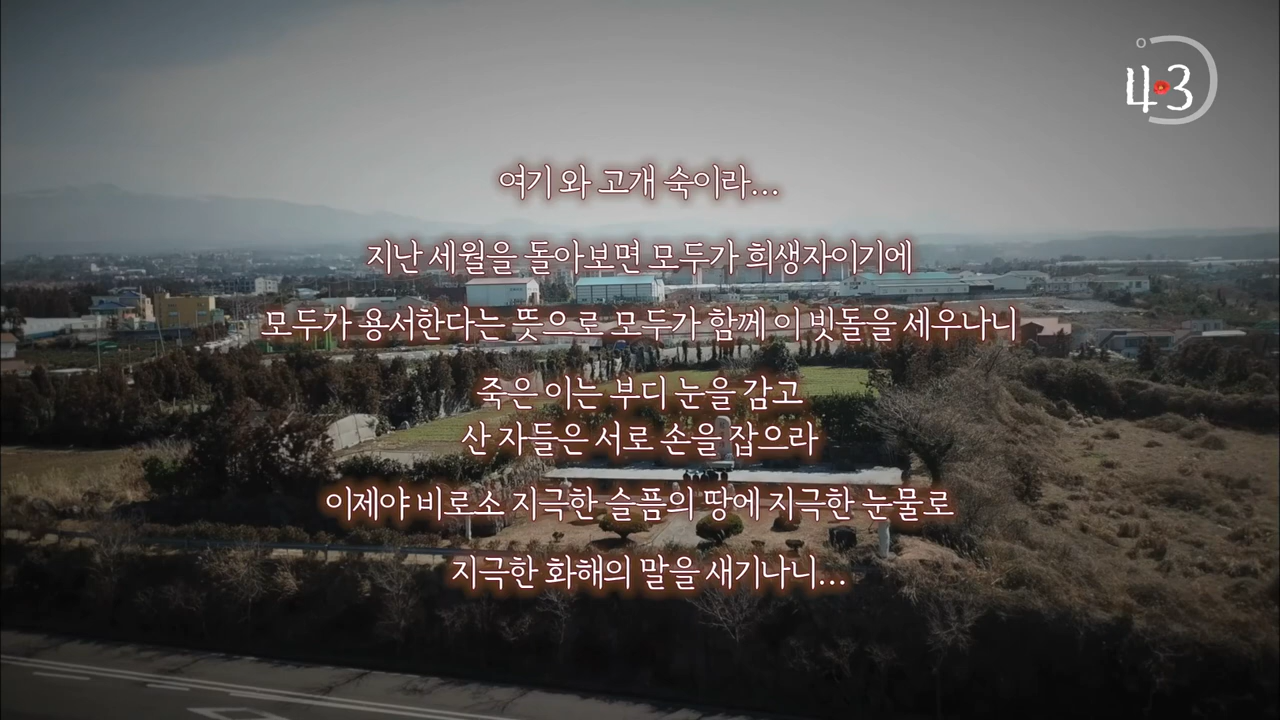 4·3
여기 와 고개 숙이라...
지난 세월을 돌아보면 모두가 희생자이기에
모두가 용서한다는 뜻으로 모두가 함께 이 빗돌을 세우나니
죽은 이는 부디 눈을 감고
산 자들은 서로 손을 잡으라
이제야 비로소 지극한 슬픔의 땅에 지극한 눈물로
지극한 화해의 말을 새기나니...